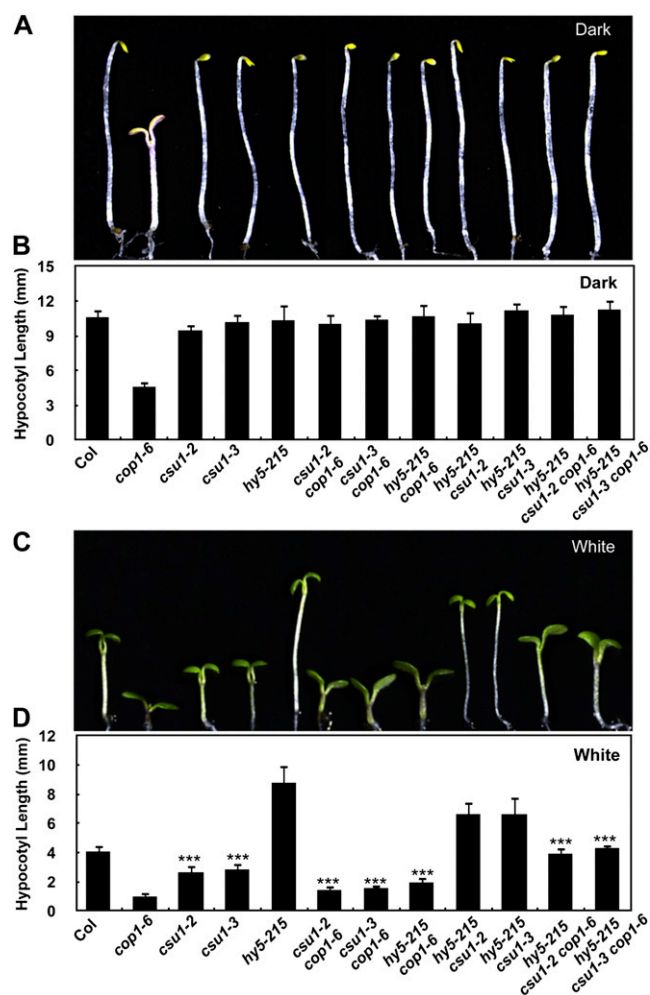 A
Dark
B
Hypocotyl Length (mm)
15
12
9
6
3
0
Dark
Col
cop1-6
csu1-2
csu1-3
hy5-215
csu1-2
cop1-6
csu1-3
cop1-6
hy5-215
cop1-6
hy5-215
csu1-2
hy5-215
csu1-3
hy5-215
csu1-2 cop1-6
hy5-215
csu1-3 cop1-6
C
White
D
Hypocotyl Length (mm)
12
10
8
6
4
2
0
White
*** *** *** *** *** *** ***
Col
cop1-6
csu1-2
csu1-3
hy5-215
csu1-2
cop1-6
csu1-3
cop1-6
hy5-215
cop1-6
hy5-215
csu1-2
hy5-215
csu1-3
hy5-215
csu1-2 cop1-6
hy5-215
csu1-3 cop1-6